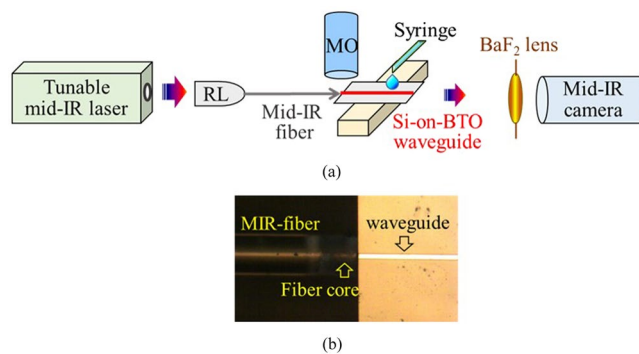 MO
Syringe
BaF₂ lens
Tunable
mid-IR laser
RL
Mid-IR
fiber
Si-on-BTO
waveguide
Mid-IR
camera
(a)
MIR-fiber
waveguide
Fiber core
(b)